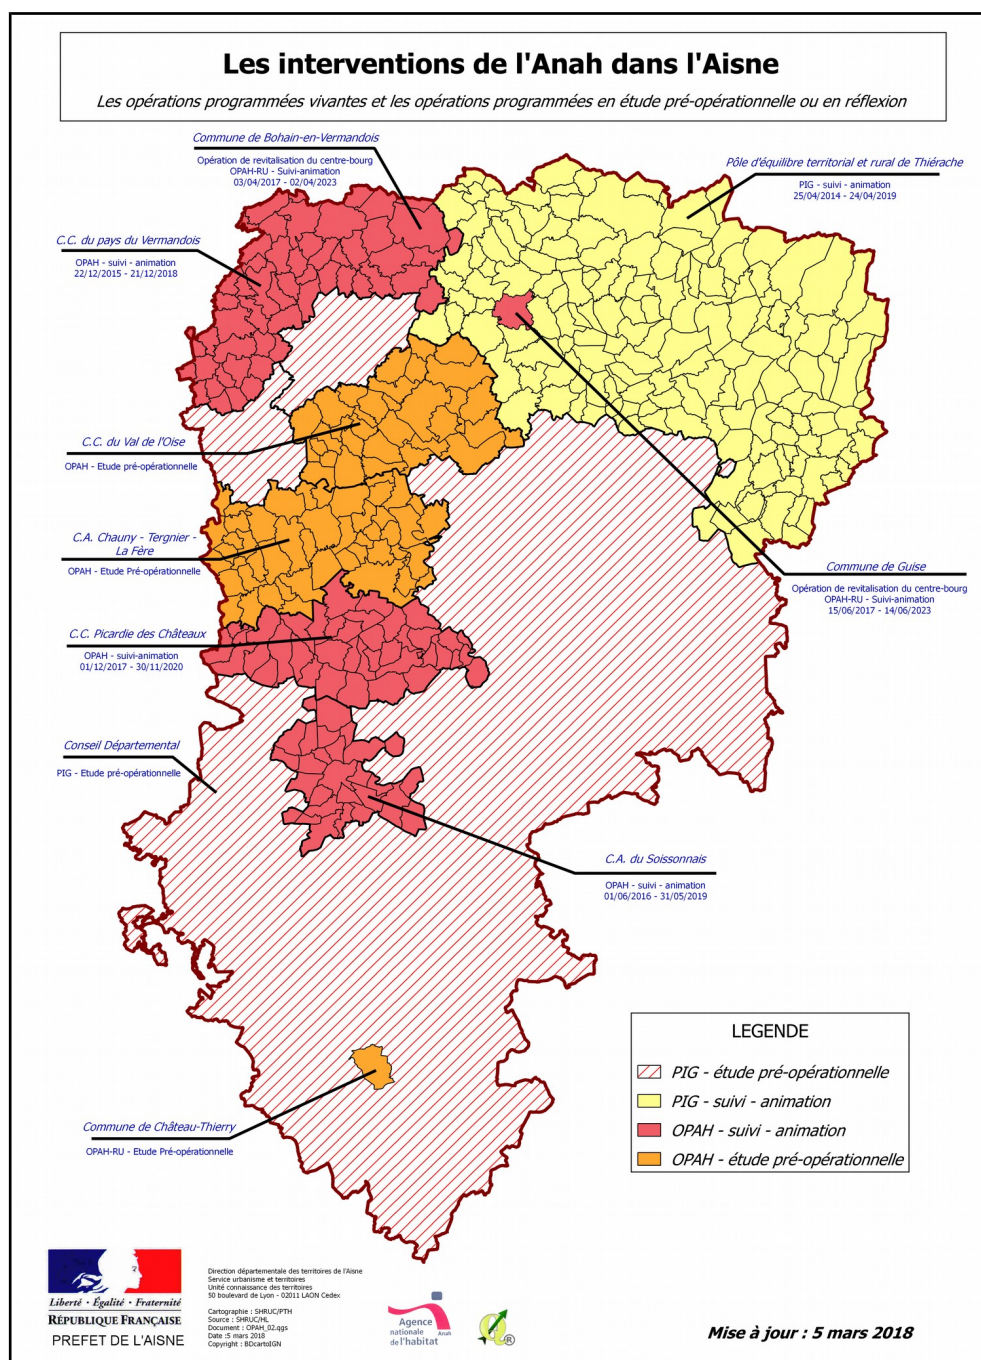 Les interventions de l'Anah dans l'Aisne
Les opérations programmées vivantes et les opérations programmées en étude pré-opérationnelle ou en réflexion
Commune de Bohain-en-Vermandois
Opération de revitalisation du centre-bourg
OPAH-RU - Suivi-animation
03/04/2017 - 02/04/2023
Pôle d'équilibre territorial et rural de Thiérache
PIG - suivi - animation
25/04/2014 - 24/04/2019
C.C. du pays du Vermandois
OPAH - suivi - animation
22/12/2015 - 21/12/2018
C.C. du Val de l'Oise
OPAH - Etude pré-opérationnelle
C.A. Chauny - Tergnier -
La Fère
OPAH - Etude Pré-opérationnelle
Commune de Guise
Opération de revitalisation du centre-bourg
OPAH-RU - Suivi-animation
15/06/2017 - 14/06/2023
C.C. Picardie des Châteaux
OPAH - suivi-animation
01/12/2017 - 30/11/2020
Conseil Départemental
PIG - Etude pré-opérationnelle
C.A. du Soissonnais
OPAH - suivi - animation
01/06/2016 - 31/05/2019
Commune de Château-Thierry
OPAH-RU - Etude Pré-opérationnelle
LEGENDE
PIG - étude pré-opérationnelle
PIG - suivi - animation
OPAH - suivi - animation
OPAH - étude pré-opérationnelle
Liberté • Égalité • Fraternité
RÉPUBLIQUE FRANÇAISE
PREFET DE L'AISNE
Direction départementale des territoires de l'Aisne
Service urbanisme et territoires
Unité connaissance des territoires
50 boulevard de Lyon - 02011 LAON Cedex
Cartographie : SHRUC/PTH
Source : SHRUC/HL
Document : OPAH_02.qgs
Date :5 mars 2018
Copyright : BDcartoIGN
Agence
nationale
de l'habitat
Anah
®
Mise à jour : 5 mars 2018